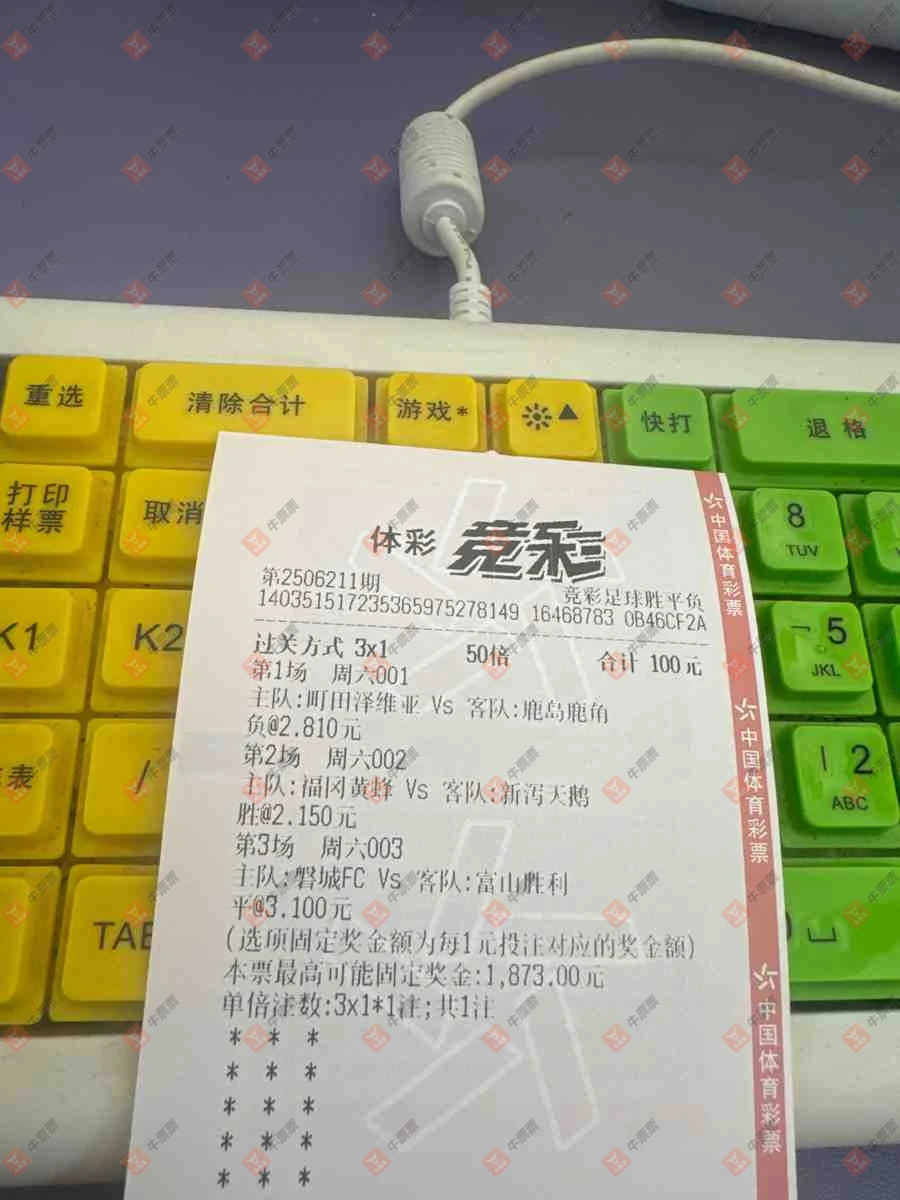 重选
清除合计
游戏*
快打
退格
打印
样票
取消
8
TUV
K1
K2
5
JKL
表
/
2
ABC
TAB
体彩 竞彩
第2506211期
竞彩足球胜平负
140351517235365975278149 16468783 0B46CF2A
过关方式 3x1 50倍 合计 100元
第1场 周六001
主队:町田泽维亚 Vs 客队:鹿岛鹿角
负@2.810元
第2场 周六002
主队:福冈黄蜂 Vs 客队:新泻天鹅
胜@2.150元
第3场 周六003
主队:磐城FC Vs 客队:富山胜利
平@3.100元
(选项固定奖金额为每1元投注对应的奖金额)
本票最高可能固定奖金:1,873.00元
单倍注数:3x1*1注;共1注
* * *
* * *
* * *
* * *
* * *
中国体育彩票
中国体育彩票
中国体育彩票
牛票票